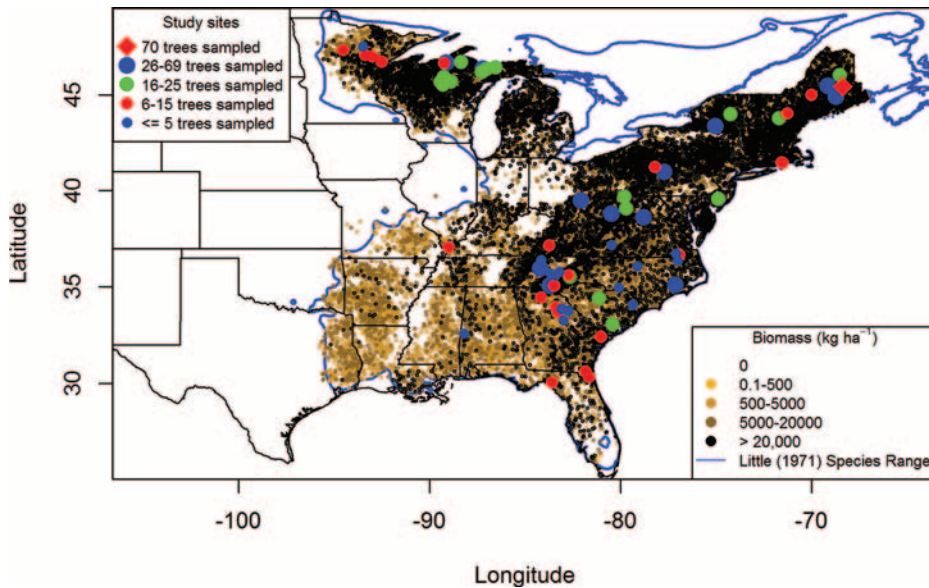 Study sites
70 trees sampled
26-69 trees sampled
16-25 trees sampled
6-15 trees sampled
<= 5 trees sampled
45
40
35
30
Latitude
Biomass (kg ha⁻¹)
0
0.1-500
500-5000
5000-20000
> 20,000
Little (1971) Species Range
-100
-90
-80
-70
Longitude